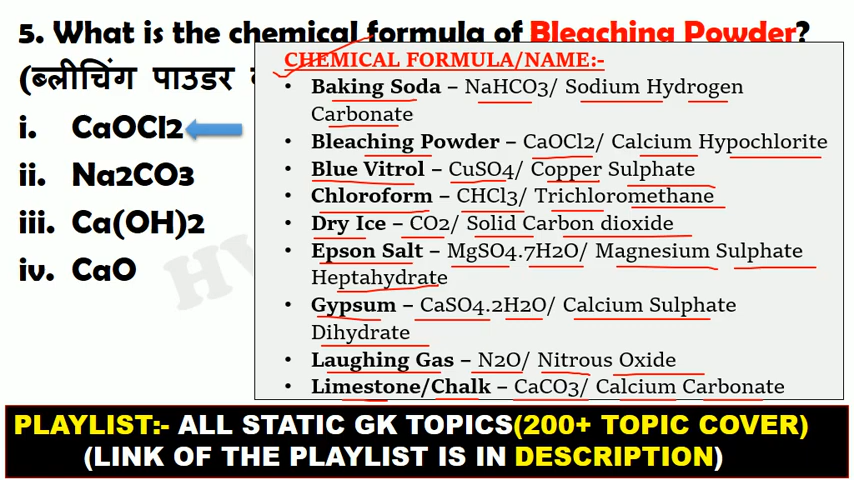 5. What is the chemical formula of Bleaching Powder?
(ब्लीचिंग पाउडर
i. CaOCl2
ii. Na2CO3
iii. Ca(OH)2
iv. CaO
CHEMICAL FORMULA/NAME:-
• Baking Soda – NaHCO3/ Sodium Hydrogen
Carbonate
• Bleaching Powder – CaOCl2/ Calcium Hypochlorite
• Blue Vitrol – CuSO4/ Copper Sulphate
• Chloroform – CHCl3/ Trichloromethane
• Dry Ice – CO2/ Solid Carbon dioxide
• Epson Salt – MgSO4.7H2O/ Magnesium Sulphate
Heptahydrate
• Gypsum – CaSO4.2H2O/ Calcium Sulphate
Dihydrate
• Laughing Gas – N2O/ Nitrous Oxide
• Limestone/Chalk – CaCO3/ Calcium Carbonate
PLAYLIST:- ALL STATIC GK TOPICS(200+ TOPIC COVER)
(LINK OF THE PLAYLIST IS IN DESCRIPTION)